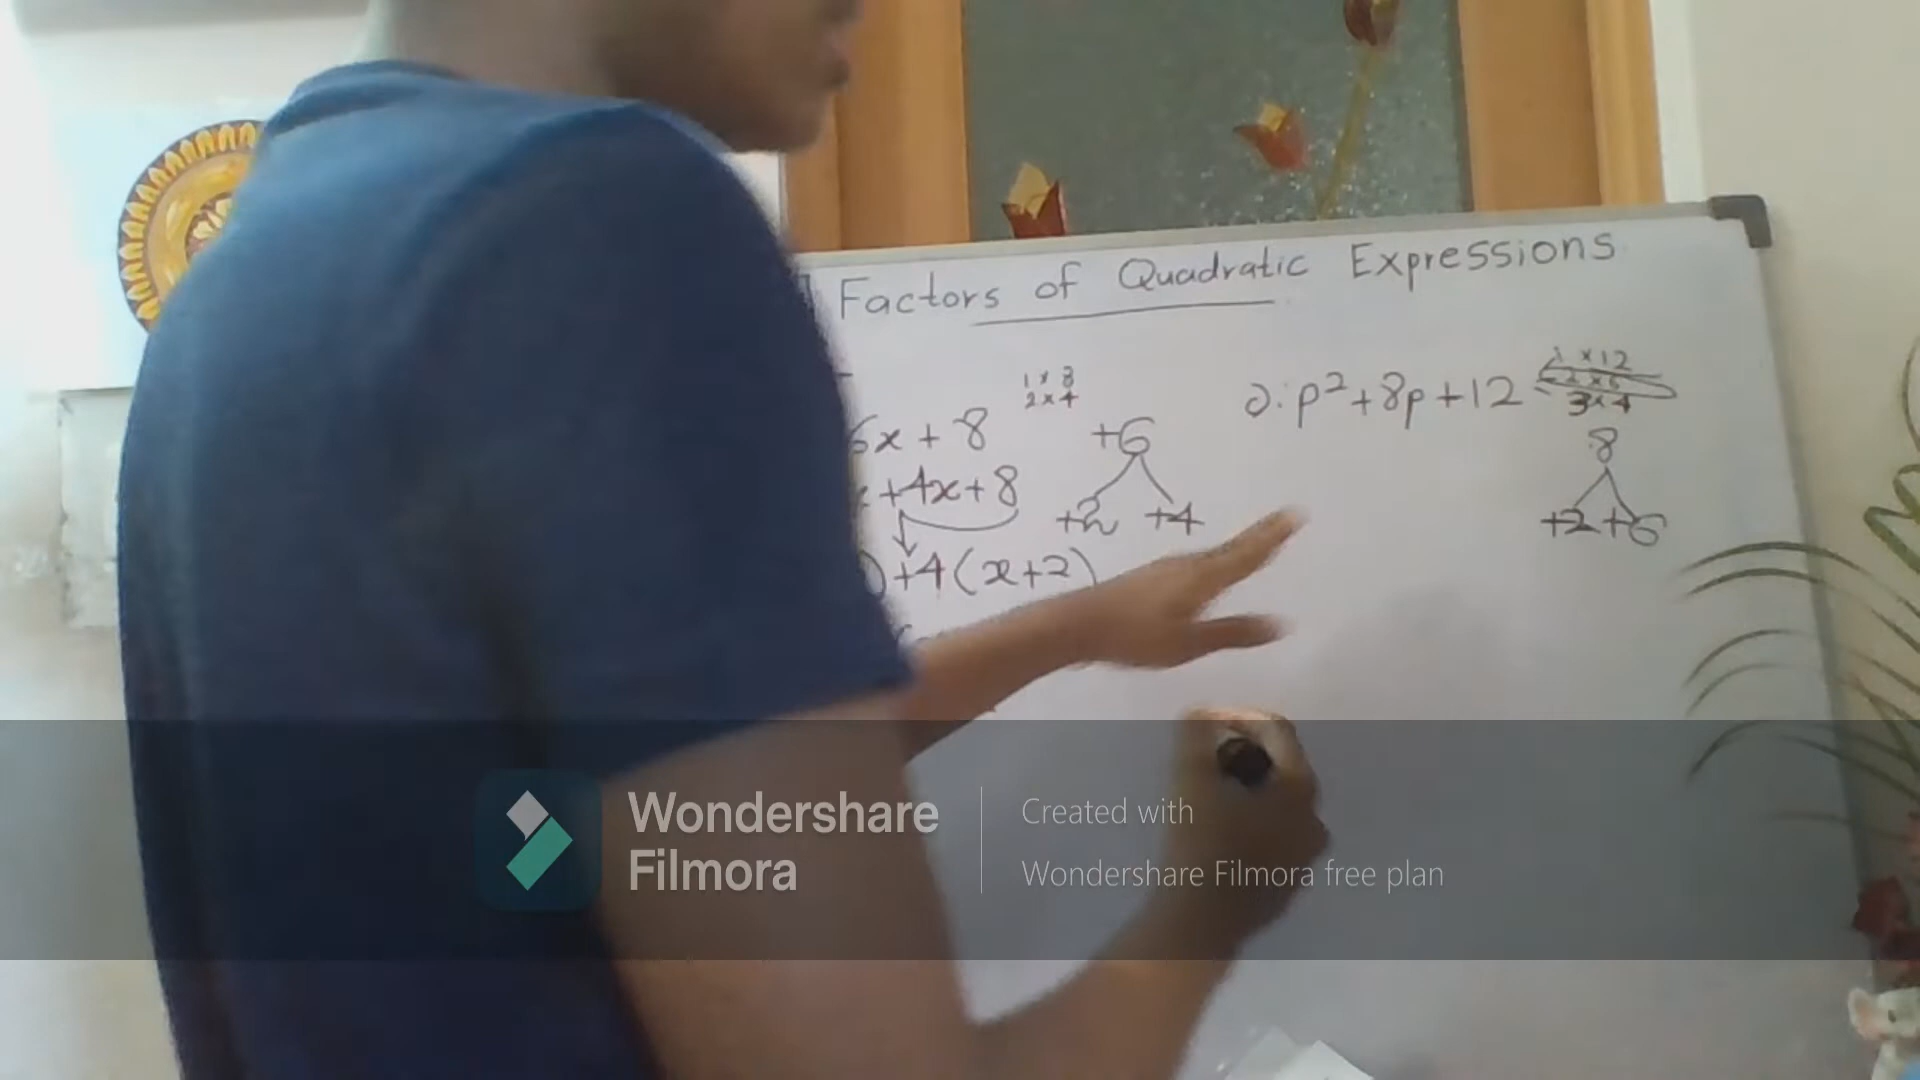 Factors of Quadratic Expressions
1 x 8
2 x 4
6x + 8
+4x+8
)+4(x+2)
+6
+2 +4
2. p²+8p+12
1 x 12
2 x 6
3 x 4
8
+2 +6
Wondershare
Filmora
Created with
Wondershare Filmora free plan